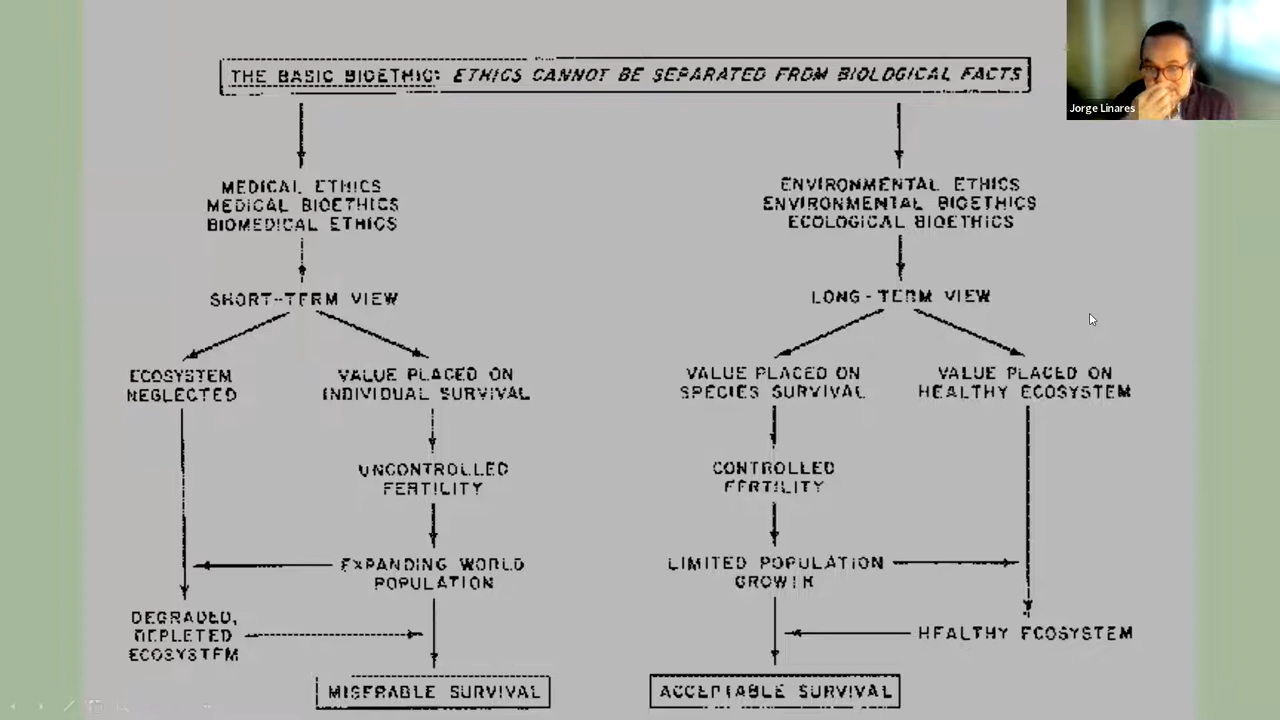 THE BASIC BIOETHIC: ETHICS CANNOT BE SEPARATED FROM BIOLOGICAL FACTS
Jorge Linares
MEDICAL ETHICS
MEDICAL BIOETHICS
BIOMEDICAL ETHICS
ENVIRONMENTAL ETHICS
ENVIRONMENTAL BIOETHICS
ECOLOGICAL BIOETHICS
SHORT-TERM VIEW
LONG-TERM VIEW
ECOSYSTEM
NEGLECTED
VALUE PLACED ON
INDIVIDUAL SURVIVAL
VALUE PLACED ON
SPECIES SURVIVAL
VALUE PLACED ON
HEALTHY ECOSYSTEM
UNCONTROLLED
FERTILITY
CONTROLLED
FERTILITY
EXPANDING WORLD
POPULATION
LIMITED POPULATION
GROWTH
DEGRADED,
DEPLETED
ECOSYSTEM
HEALTHY ECOSYSTEM
MISERABLE SURVIVAL
ACCEPTABLE SURVIVAL